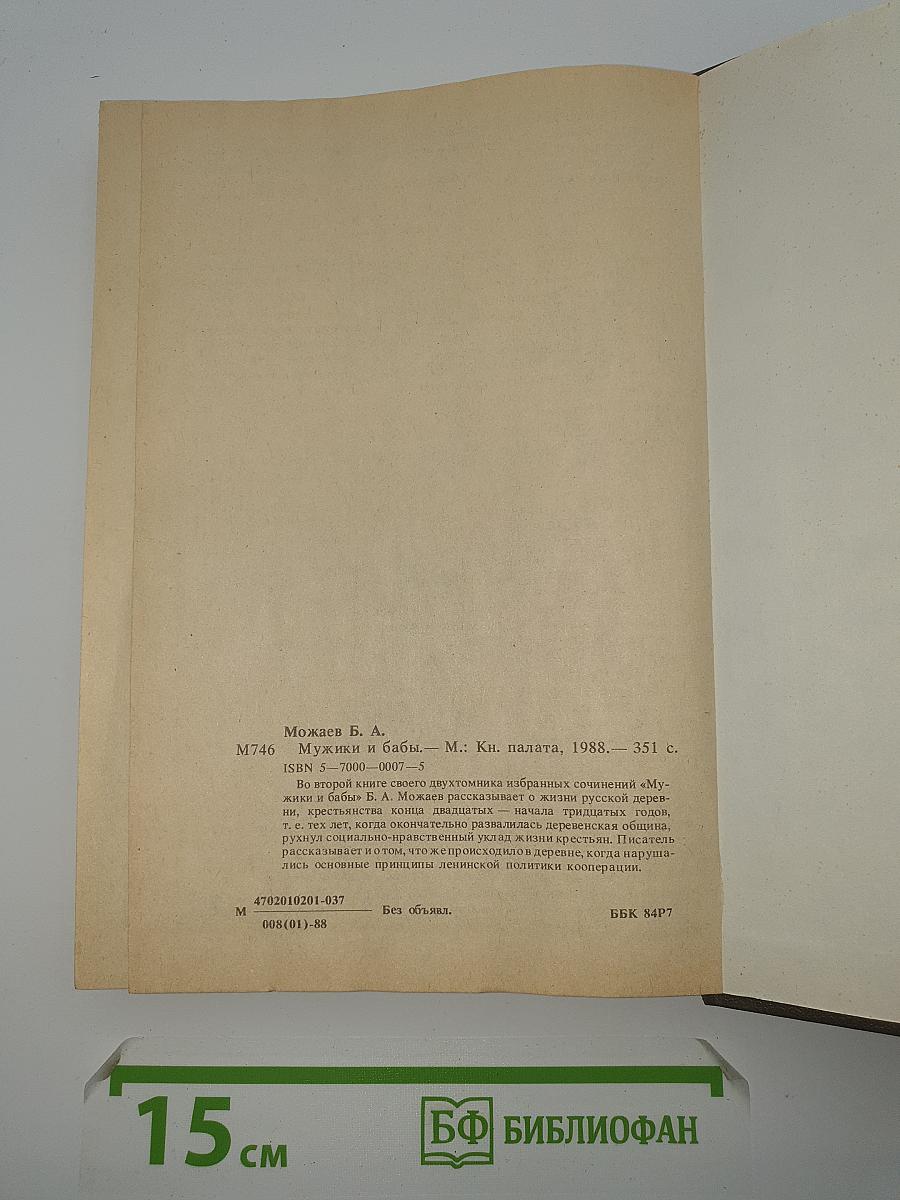 Можаев Б. А.
М746 Мужики и бабы.— М.: Кн. палата, 1988.— 351 с.
ISBN 5—7000—0007—5
Во второй книге своего двухтомника избранных сочинений «Му-
жики и бабы» Б. А. Можаев рассказывает о жизни русской дерев-
ни, крестьянства конца двадцатых — начала тридцатых годов,
т. е. тех лет, когда окончательно развалилась деревенская община,
рухнул социально-нравственный уклад жизни крестьян. Писатель
рассказывает и о том, что же происходило в деревне, когда наруша-
лись основные принципы ленинской политики кооперации.
4702010201-037
М Без объявл. ББК 84Р7
008(01)-88
15 см БФ БИБЛИОФАН